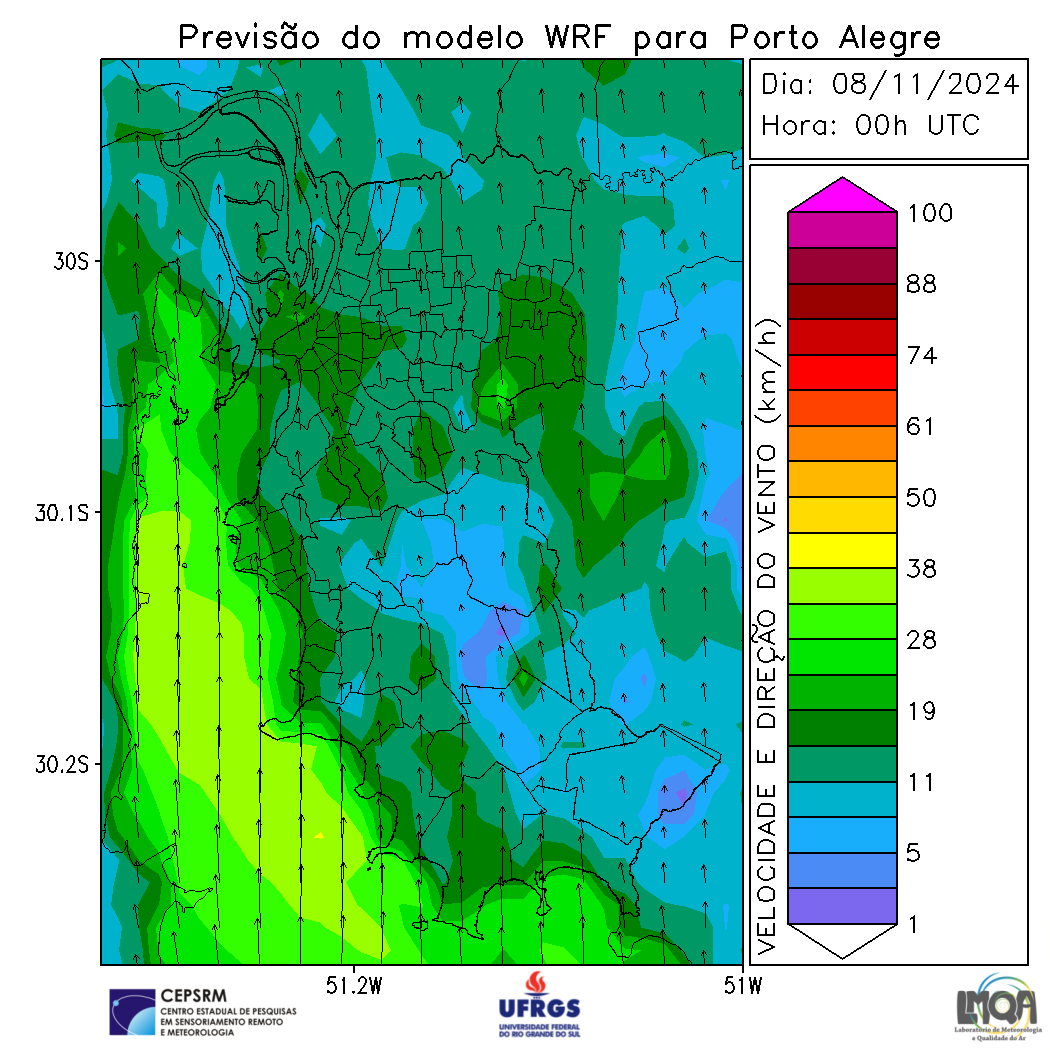 Previsão do modelo WRF para Porto Alegre
Dia: 08/11/2024
Hora: 00h UTC
30S
30.1S
30.2S
51.2W
51W
VELOCIDADE E DIREÇÃO DO VENTO (km/h)
100
88
74
61
50
38
28
19
11
5
1
CEPSRM
CENTRO ESTADUAL DE PESQUISAS
EM SENSORIAMENTO REMOTO
E METEOROLOGIA
UFRGS
UNIVERSIDADE FEDERAL
DO RIO GRANDE DO SUL
LMQA
Laboratório de Meteorologia
e Qualidade do Ar